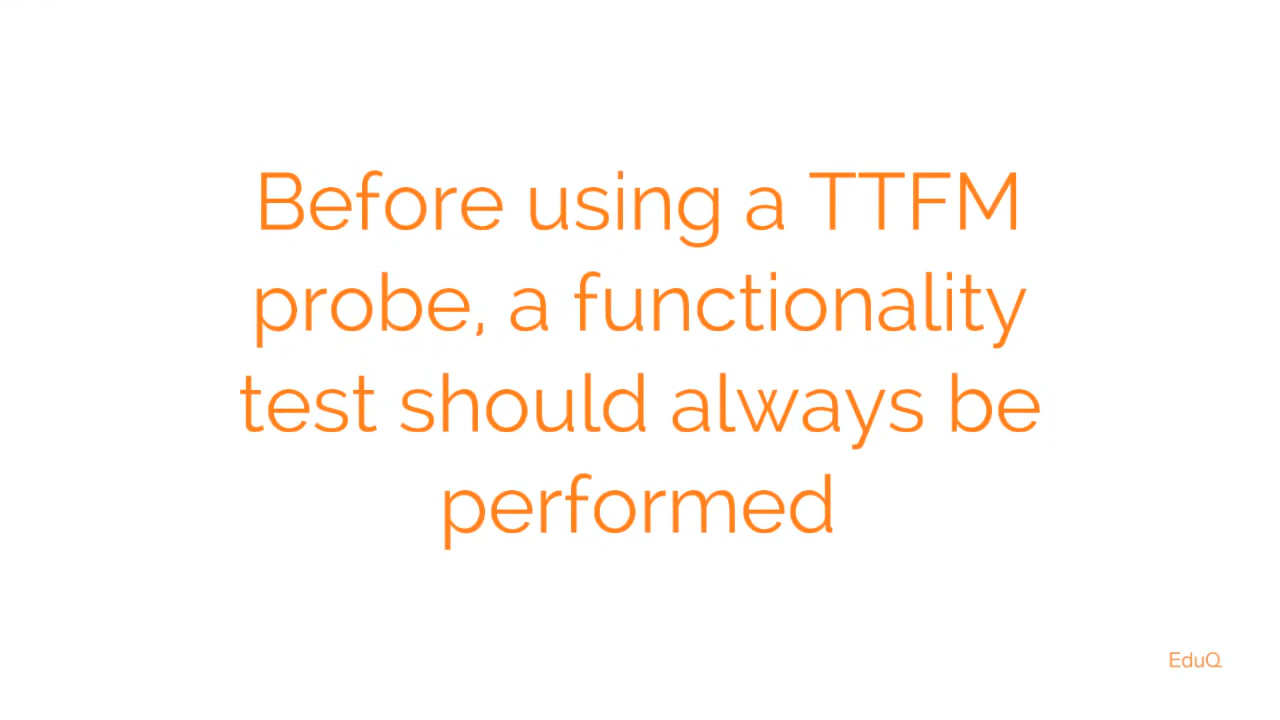 Before using a TTFM
probe, a functionality
test should always be
performed
EduQ